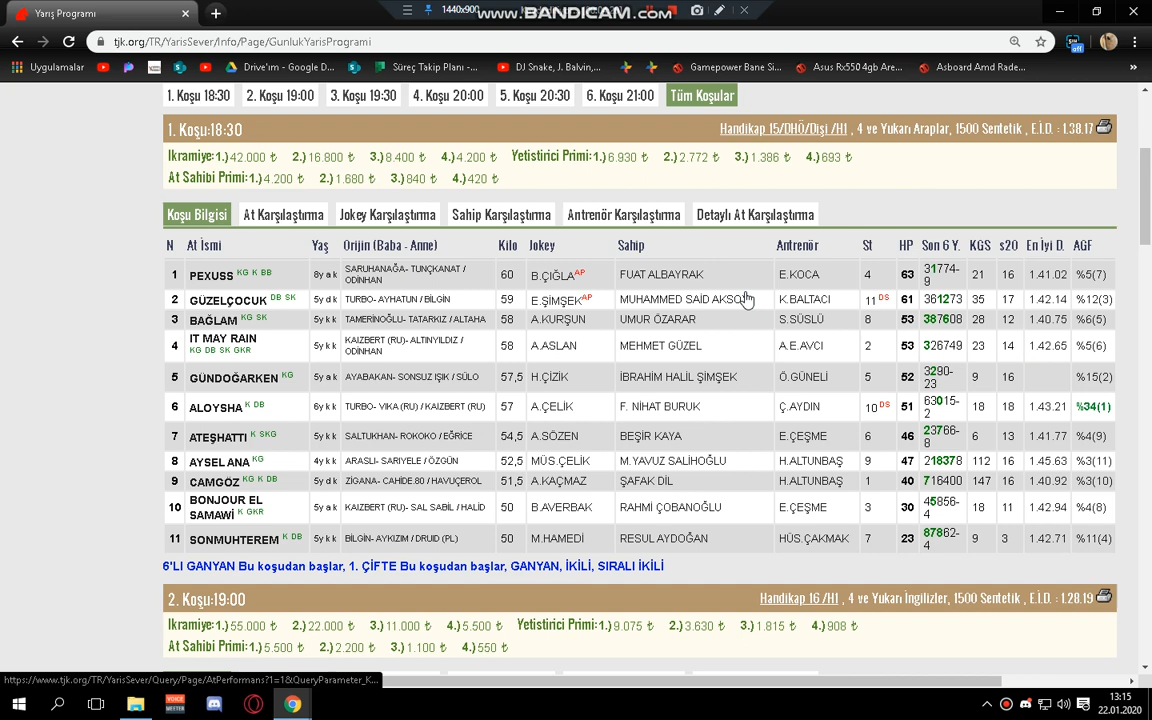 Yarış Programı
1440x900
www.BANDICAM.com
tjk.org/TR/YarisSever/Info/Page/GunlukYarisProgrami
off
Uygulamalar
Drive'ım - Google D...
Süreç Takip Planı -...
DJ Snake, J. Balvin,...
Gamepower Bane Si...
Asus Rx550 4gb Are...
Asboard Amd Rade...
1. Koşu 18:30 2. Koşu 19:00 3. Koşu 19:30 4. Koşu 20:00 5. Koşu 20:30 6. Koşu 21:00 Tüm Koşular
1. Koşu:18:30 Handikap 15/DHÖ/Dişi /H1 , 4 ve Yukarı Araplar, 1500 Sentetik , E.İ.D. : 1.38.17
İkramiye:1.)42.000 ₺ 2.)16.800 ₺ 3.)8.400 ₺ 4.)4.200 ₺ Yetistirici Primi:1.)6.930 ₺ 2.)2.772 ₺ 3.)1.386 ₺ 4.)693 ₺
At Sahibi Primi:1.)4.200 ₺ 2.)1.680 ₺ 3.)840 ₺ 4.)420 ₺
Koşu Bilgisi At Karşılaştırma Jokey Karşılaştırma Sahip Karşılaştırma Antrenör Karşılaştırma Detaylı At Karşılaştırma
N At İsmi Yaş Orijin (Baba - Anne) Kilo Jokey Sahip Antrenör St HP Son 6 Y. KGS s20 En İyi D. AGF
1 PEXUSS KG K BB 8y a k SARUHANAĞA- TUNÇKANAT / ODİNHAN 60 B.ÇIĞLA AP FUAT ALBAYRAK E.KOCA 4 63 31774-9 21 16 1.41.02 %5(7)
2 GÜZELÇOCUK DB SK 5y d k TURBO- AYHATUN / BİLGİN 59 E.ŞİMŞEK AP MUHAMMED SAİD AKSOY K.BALTACI 11 DS 61 361273 35 17 1.42.14 %12(3)
3 BAĞLAM KG SK 5y k k TAMERİNOĞLU- TATARKIZ / ALTAHA 58 A.KURŞUN UMUR ÖZARAR S.SÜSLÜ 8 53 387608 28 12 1.40.75 %6(5)
4 IT MAY RAIN KG DB SK GKR 5y k k KAIZBERT (RU)- ALTINYILDIZ / ODİNHAN 58 A.ASLAN MEHMET GÜZEL A.E.AVCI 2 53 326749 23 14 1.42.65 %5(6)
5 GÜNDOĞARKEN KG 5y a k AYABAKAN- SONSUZ IŞIK / SÜLO 57,5 H.ÇİZİK İBRAHİM HALİL ŞİMŞEK Ö.GÜNELİ 5 52 3290-23 9 16 %15(2)
6 ALOYSHA K DB 6y k k TURBO- VIKA (RU) / KAIZBERT (RU) 57 A.ÇELİK F. NİHAT BURUK Ç.AYDIN 10 DS 51 63015-2 18 18 1.43.21 %34(1)
7 ATEŞHATTI K SKG 5y k k SALTUKHAN- ROKOKO / EĞRİCE 54,5 A.SÖZEN BEŞİR KAYA E.ÇEŞME 6 46 23766-8 6 13 1.41.77 %4(9)
8 AYSEL ANA KG 4y k k ARASLI- SARIYELE / ÖZGÜN 52,5 MÜS.ÇELİK M.YAVUZ SALİHOĞLU H.ALTUNBAŞ 9 47 218378 112 16 1.45.63 %3(11)
9 CAMGÖZ KG K DB 5y d k ZİGANA- CAHİDE.80 / HAVUÇEROL 51,5 A.KAÇMAZ ŞAFAK DİL H.ALTUNBAŞ 1 40 716400 147 16 1.40.92 %3(10)
10 BONJOUR EL SAMAWİ K GKR 5y a k KAIZBERT (RU)- SAL SABİL / HALİD 50 B.AVERBAK RAHMİ ÇOBANOĞLU E.ÇEŞME 3 30 45856-4 18 11 1.42.94 %4(8)
11 SONMUHTEREM K DB 5y k k BİLGİN- AYKIZIM / DRUID (PL) 50 M.HAMEDİ RESUL AYDOĞAN HÜS.ÇAKMAK 7 23 87862-4 9 3 1.42.71 %11(4)
6'LI GANYAN Bu koşudan başlar, 1. ÇİFTE Bu koşudan başlar, GANYAN, İKİLİ, SIRALI İKİLİ
2. Koşu:19:00 Handikap 16 /H1 , 4 ve Yukarı İngilizler, 1500 Sentetik , E.İ.D. : 1.28.19
İkramiye:1.)55.000 ₺ 2.)22.000 ₺ 3.)11.000 ₺ 4.)5.500 ₺ Yetistirici Primi:1.)9.075 ₺ 2.)3.630 ₺ 3.)1.815 ₺ 4.)908 ₺
At Sahibi Primi:1.)5.500 ₺ 2.)2.200 ₺ 3.)1.100 ₺ 4.)550 ₺
https://www.tjk.org/TR/YarisSever/Query/Page/AtPerformans?1=1&QueryParameter_K...
VOICE MEETER
13:15
22.01.2020